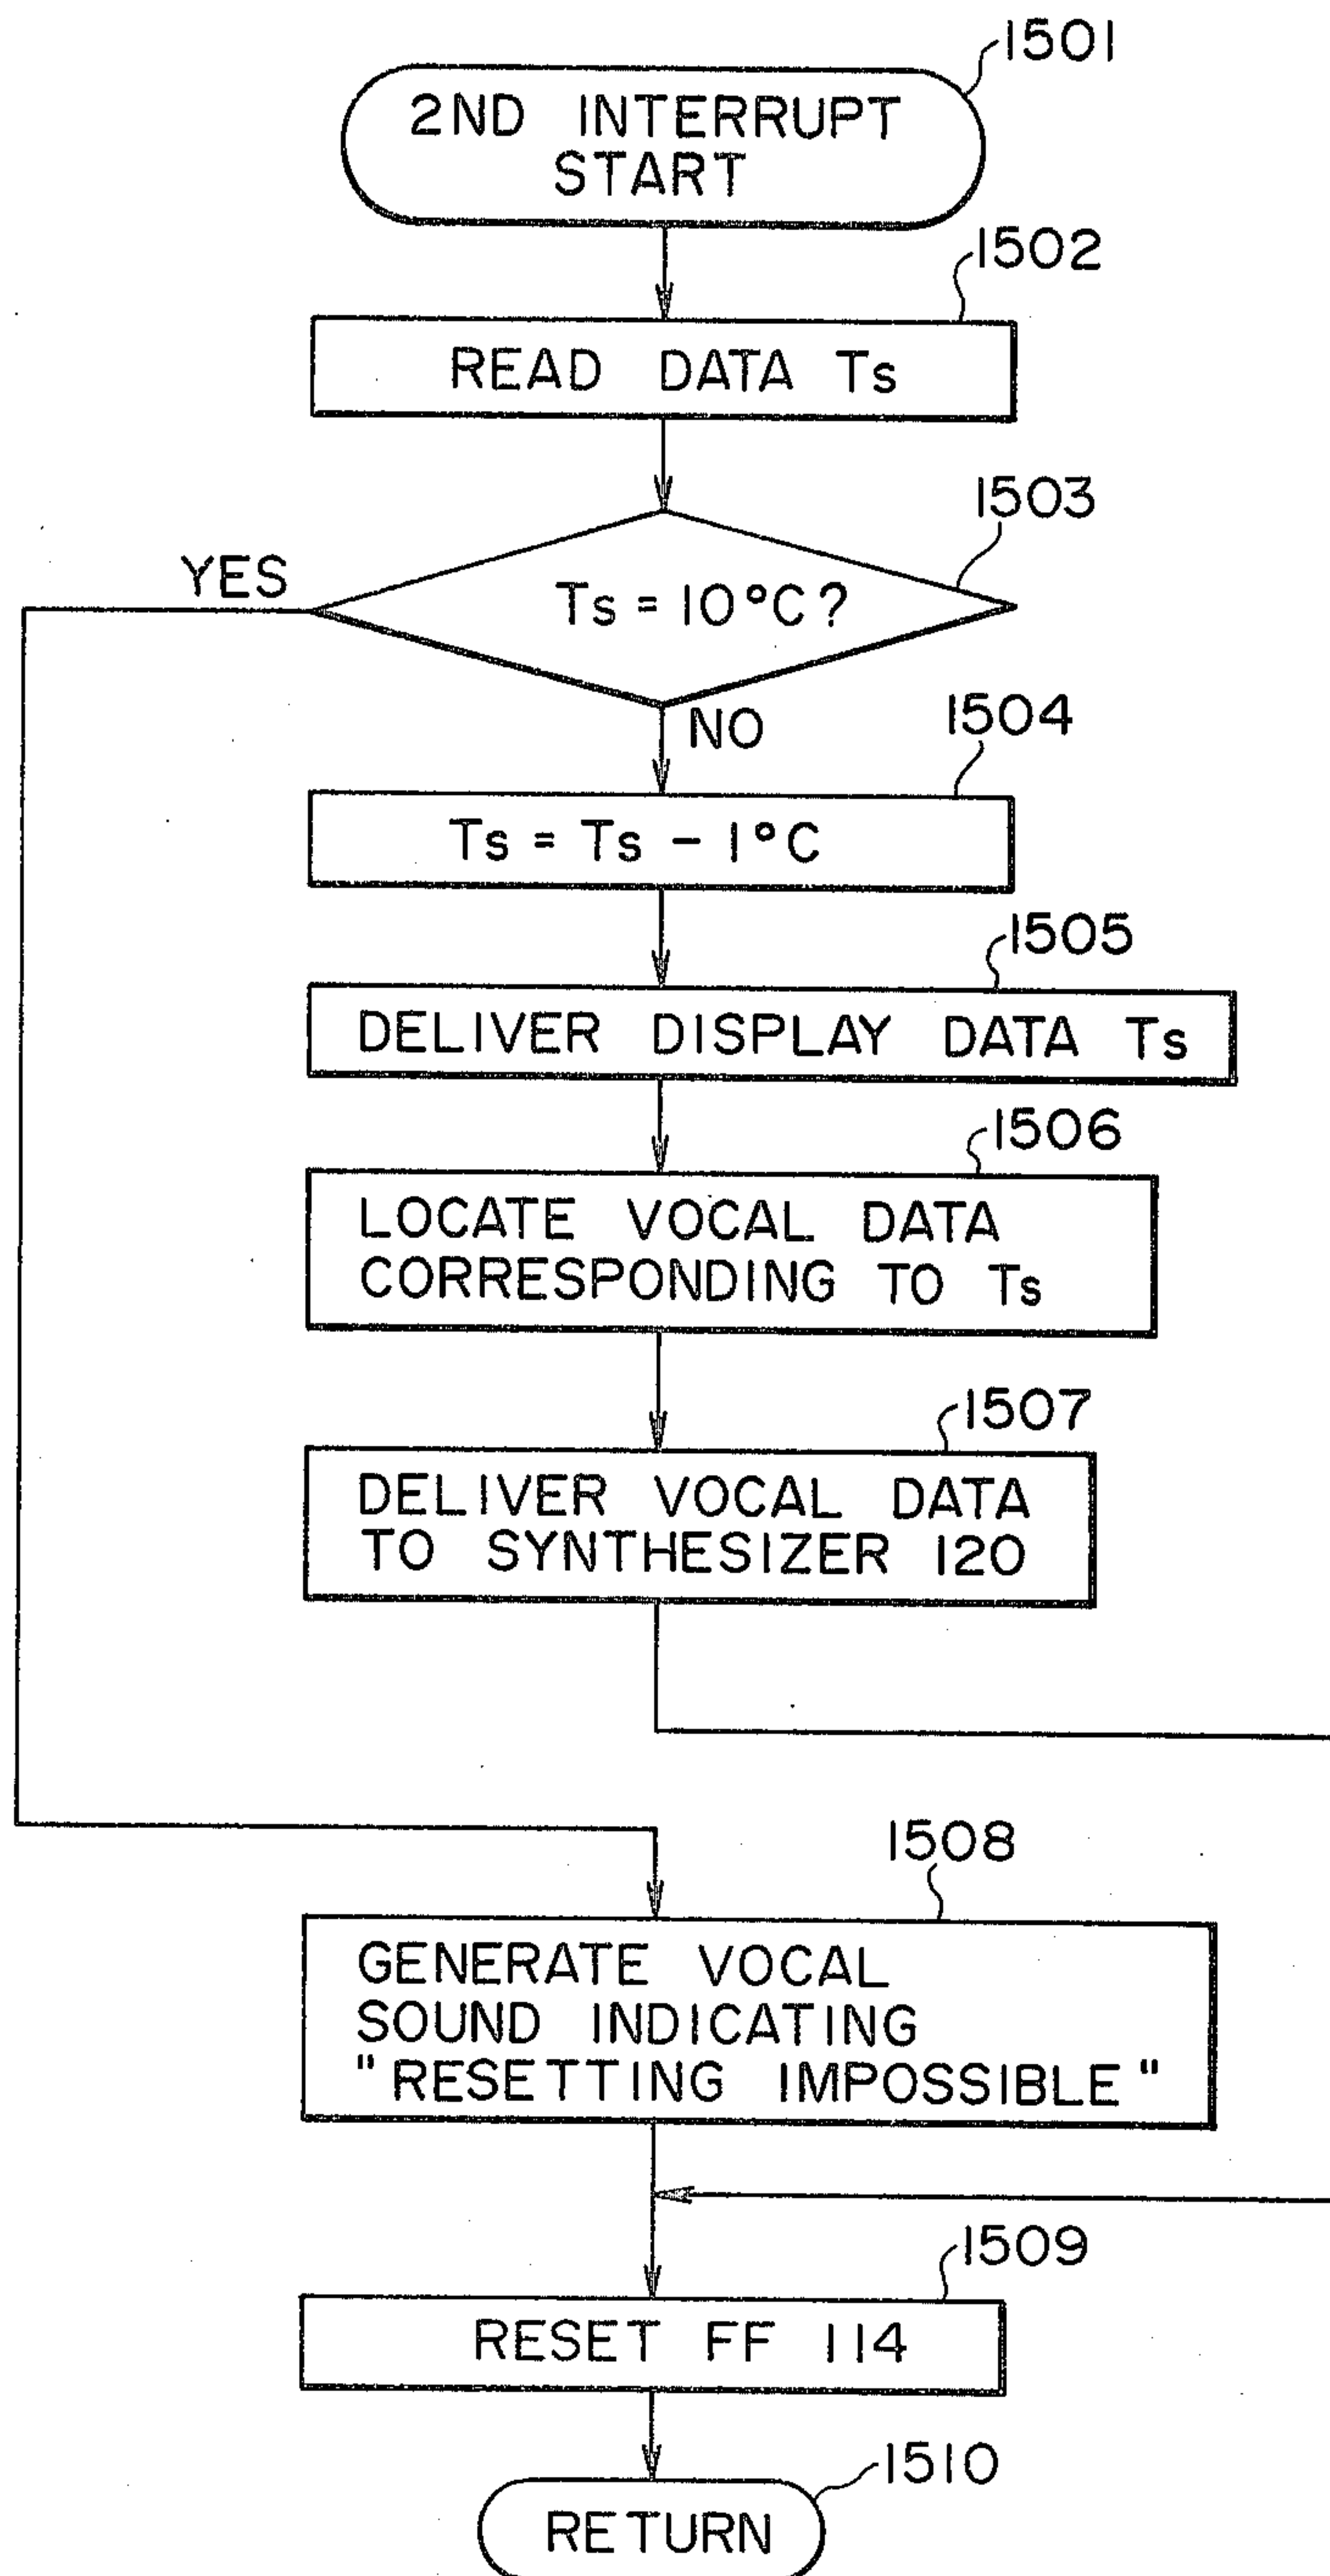 1501
2ND INTERRUPT
START
1502
READ DATA Ts
1503
YES
Ts = 10°C?
NO
1504
Ts = Ts - 1°C
1505
DELIVER DISPLAY DATA Ts
1506
LOCATE VOCAL DATA
CORRESPONDING TO Ts
1507
DELIVER VOCAL DATA
TO SYNTHESIZER 120
1508
GENERATE VOCAL
SOUND INDICATING
"RESETTING IMPOSSIBLE"
1509
RESET FF 114
1510
RETURN